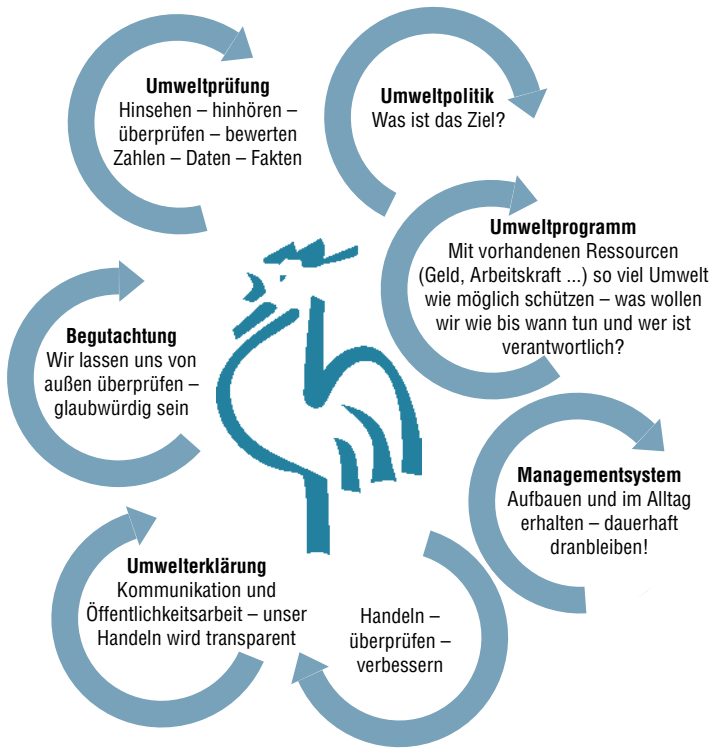 Umweltprüfung
Hinsehen – hinhören –
überprüfen – bewerten
Zahlen – Daten – Fakten
Umweltpolitik
Was ist das Ziel?
Umweltprogramm
Mit vorhandenen Ressourcen
(Geld, Arbeitskraft ...) so viel Umwelt
wie möglich schützen – was wollen
wir wie bis wann tun und wer ist
verantwortlich?
Managementsystem
Aufbauen und im Alltag
erhalten – dauerhaft
dranbleiben!
Handeln –
überprüfen –
verbessern
Umwelterklärung
Kommunikation und
Öffentlichkeitsarbeit – unser
Handeln wird transparent
Begutachtung
Wir lassen uns von
außen überprüfen –
glaubwürdig sein